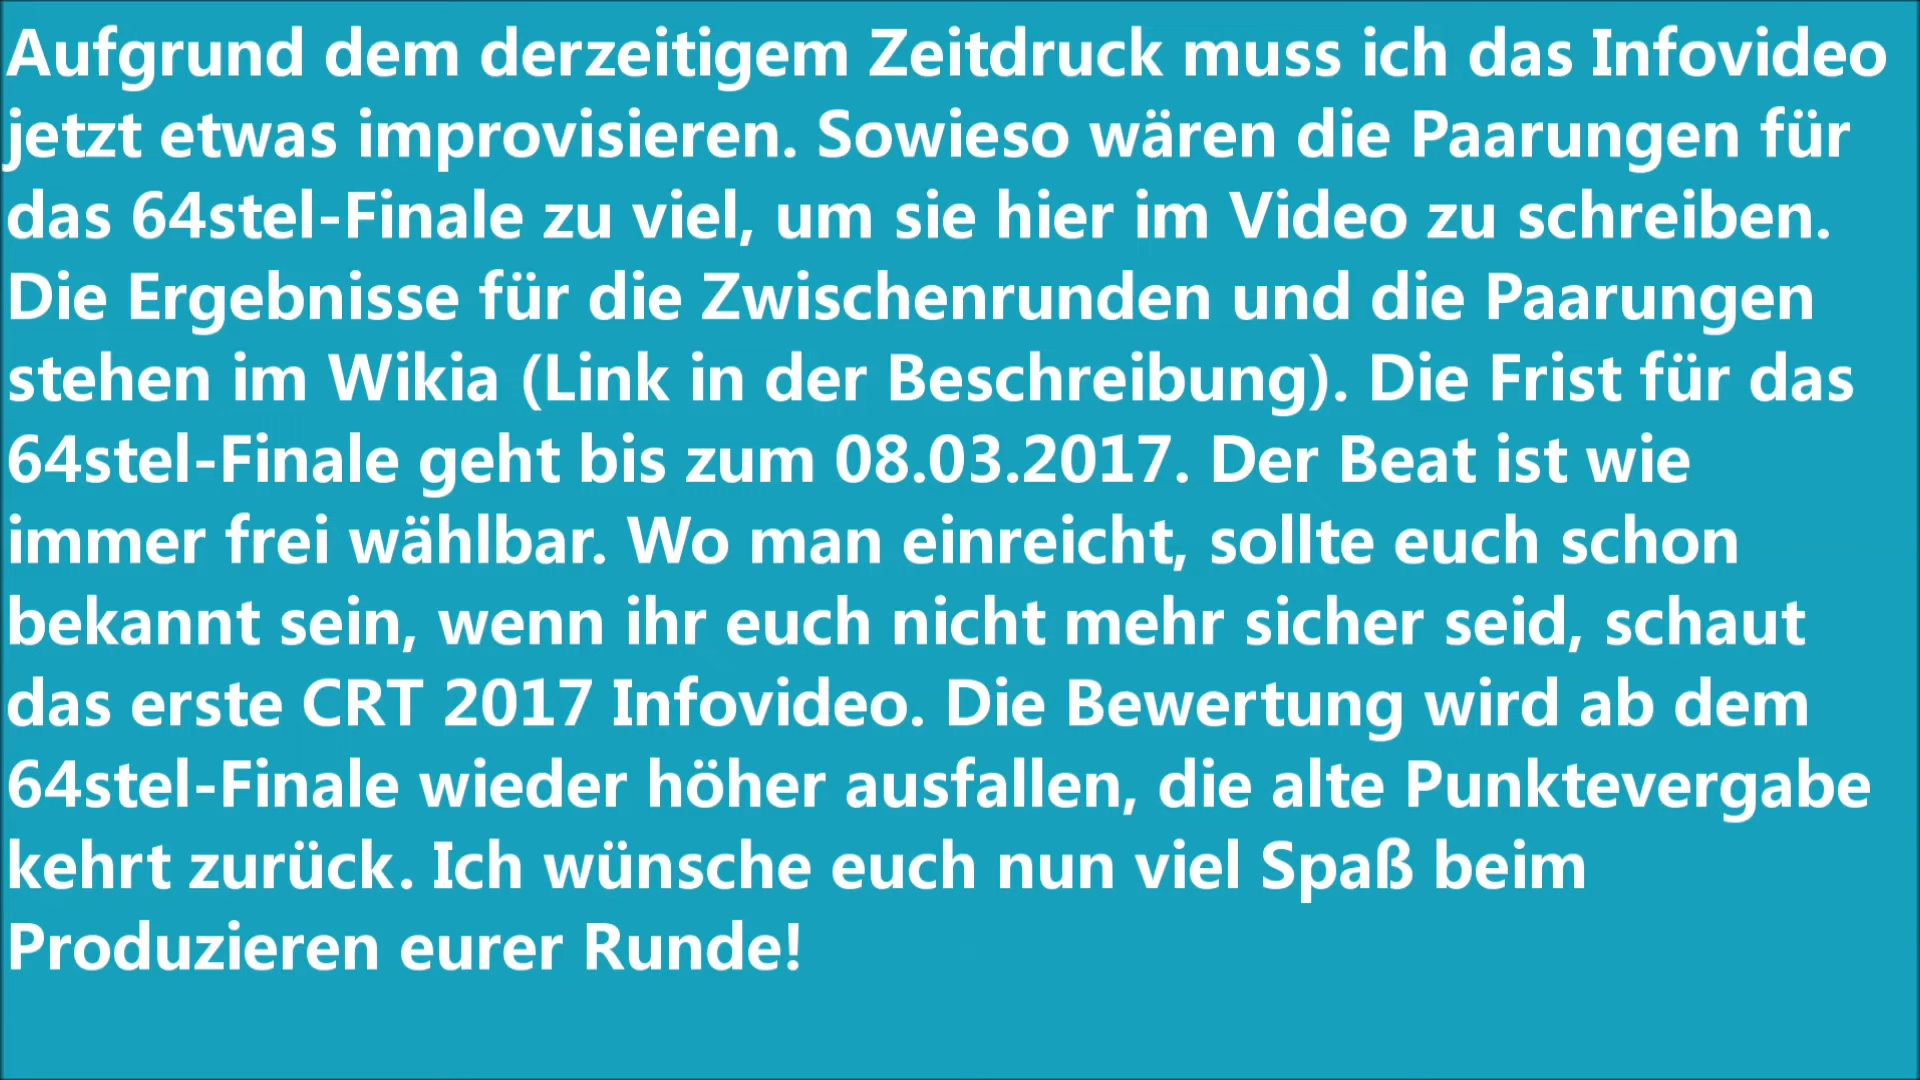 Aufgrund dem derzeitigem Zeitdruck muss ich das Infovideo
jetzt etwas improvisieren. Sowieso wären die Paarungen für
das 64stel-Finale zu viel, um sie hier im Video zu schreiben.
Die Ergebnisse für die Zwischenrunden und die Paarungen
stehen im Wikia (Link in der Beschreibung). Die Frist für das
64stel-Finale geht bis zum 08.03.2017. Der Beat ist wie
immer frei wählbar. Wo man einreicht, sollte euch schon
bekannt sein, wenn ihr euch nicht mehr sicher seid, schaut
das erste CRT 2017 Infovideo. Die Bewertung wird ab dem
64stel-Finale wieder höher ausfallen, die alte Punktevergabe
kehrt zurück. Ich wünsche euch nun viel Spaß beim
Produzieren eurer Runde!